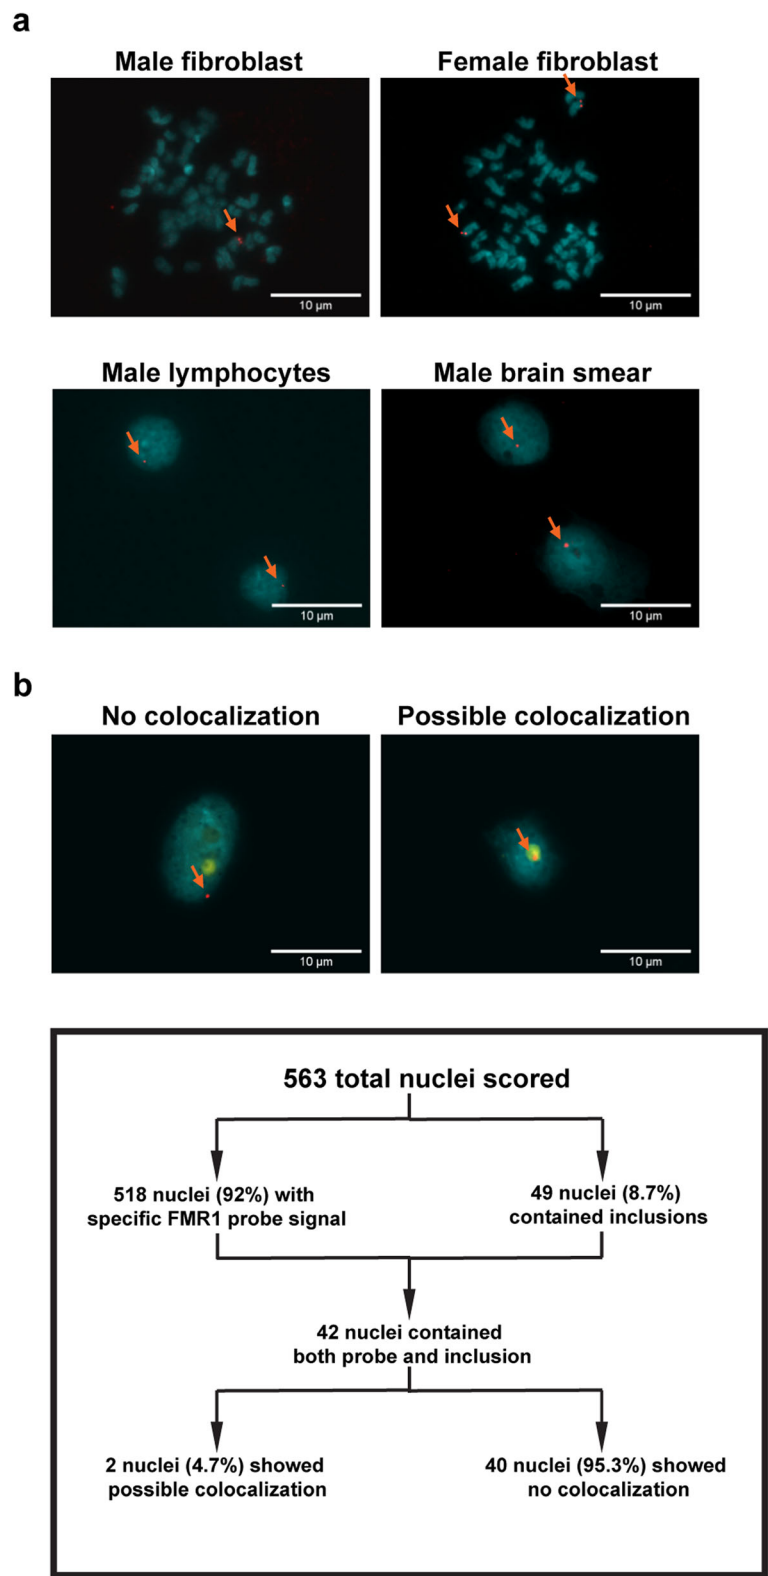 a
Male fibroblast
Female fibroblast
10 µm
10 µm
Male lymphocytes
Male brain smear
10 µm
10 µm
b
No colocalization
Possible colocalization
10 µm
10 µm
563 total nuclei scored
518 nuclei (92%) with
specific FMR1 probe signal
49 nuclei (8.7%)
contained inclusions
42 nuclei contained
both probe and inclusion
2 nuclei (4.7%) showed
possible colocalization
40 nuclei (95.3%) showed
no colocalization